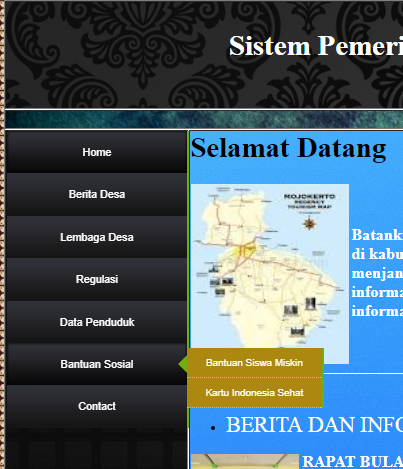 Sistem Pemeri
Home
Berita Desa
Lembaga Desa
Regulasi
Data Penduduk
Bantuan Sosial
Contact
Bantuan Siswa Miskin
Kartu Indonesia Sehat
Selamat Datang
MOJOKERTO
REGENCY
TOURISM MAP
Batank
di kabu
menjan
informa
informa
BERITA DAN INFO
RAPAT BULA